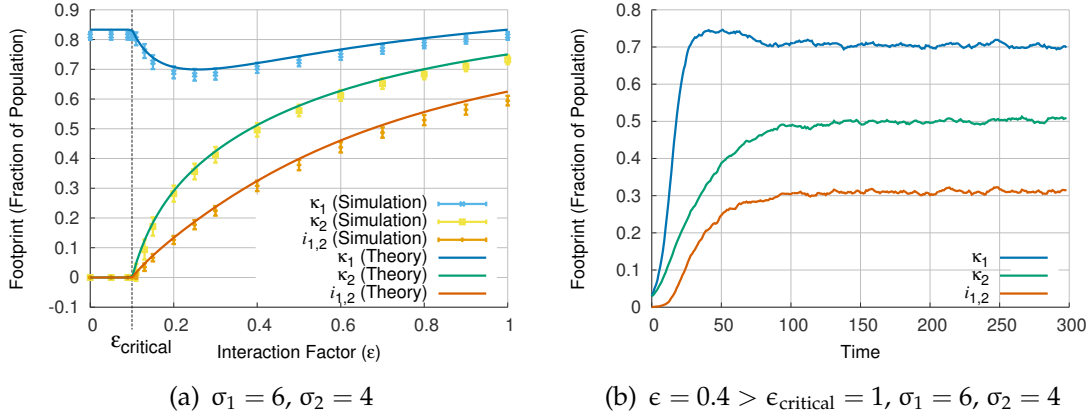 Footprint (Fraction of Population)
0.9
0.8
0.7
0.6
0.5
0.4
0.3
0.2
0.1
0
-0.1
κ₁ (Simulation)
κ₂ (Simulation)
i₁,₂ (Simulation)
κ₁ (Theory)
κ₂ (Theory)
i₁,₂ (Theory)
0 0.2 0.4 0.6 0.8 1
ε_critical
Interaction Factor (ε)
(a) σ₁ = 6, σ₂ = 4
Footprint (Fraction of Population)
0.8
0.7
0.6
0.5
0.4
0.3
0.2
0.1
0
κ₁
κ₂
i₁,₂
0 50 100 150 200 250 300
Time
(b) ϵ = 0.4 > ϵ_critical = 1, σ₁ = 6, σ₂ = 4